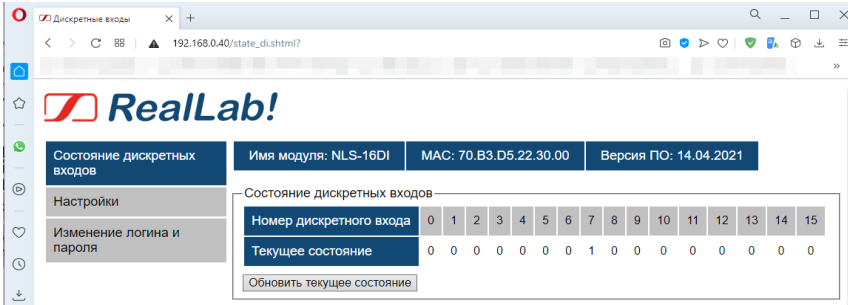 Дискретные входы
192.168.0.40/state_di.shtml?
RealLab!
Состояние дискретных
входов
Настройки
Изменение логина и
пароля
Имя модуля: NLS-16DI
MAC: 70.B3.D5.22.30.00
Версия ПО: 14.04.2021
Состояние дискретных входов
Номер дискретного входа 0 1 2 3 4 5 6 7 8 9 10 11 12 13 14 15
Текущее состояние 0 0 0 0 0 0 0 1 0 0 0 0 0 0 0 0
Обновить текущее состояние